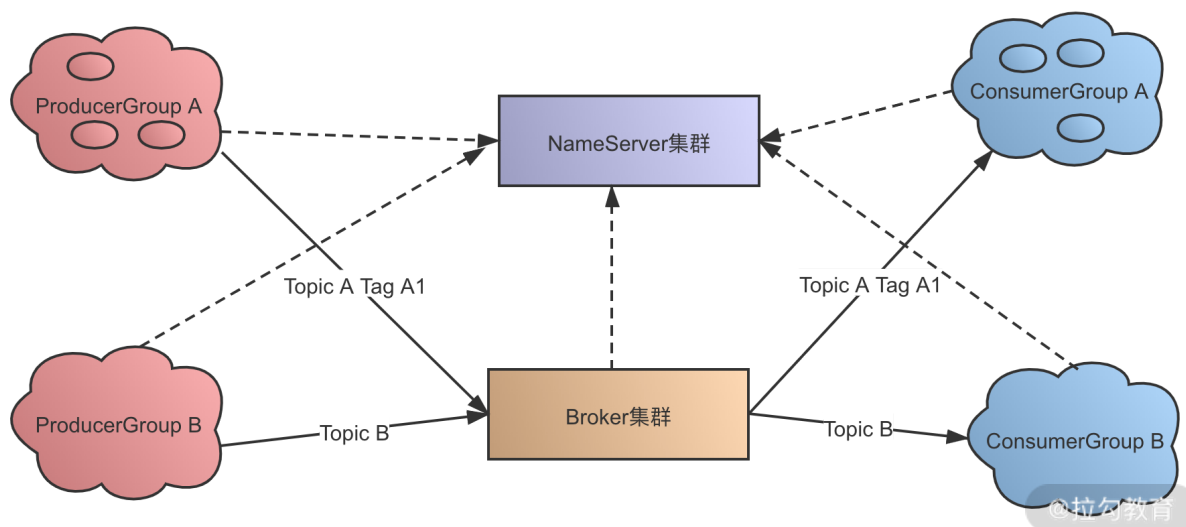 ProducerGroup A
ConsumerGroup A
NameServer集群
Topic A Tag A1
Topic A Tag A1
ProducerGroup B
Topic B
Broker集群
Topic B
ConsumerGroup B
@拉勾教育